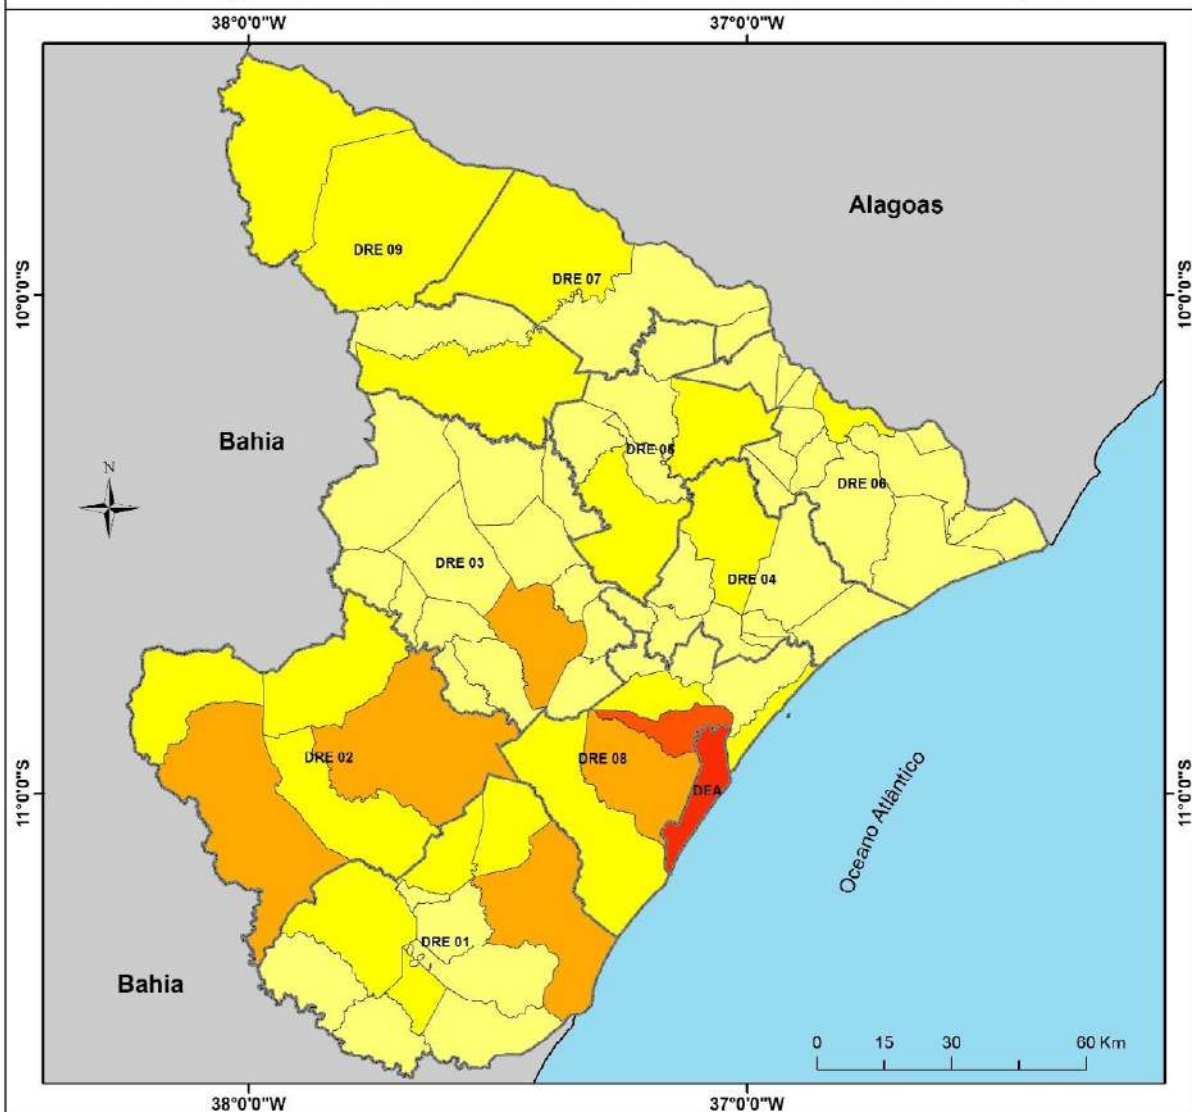 38°0'0"W 37°0'0"W
Alagoas
DRE 09
DRE 07
10°0'0"S 10°0'0"S
Bahia
N
DRE 05
DRE 06
DRE 03
DRE 04
DRE 02
DRE 08
DEA
11°0'0"S 11°0'0"S
Oceano Atlântico
DRE 01
Bahia
0 15 30 60 Km
38°0'0"W 37°0'0"W